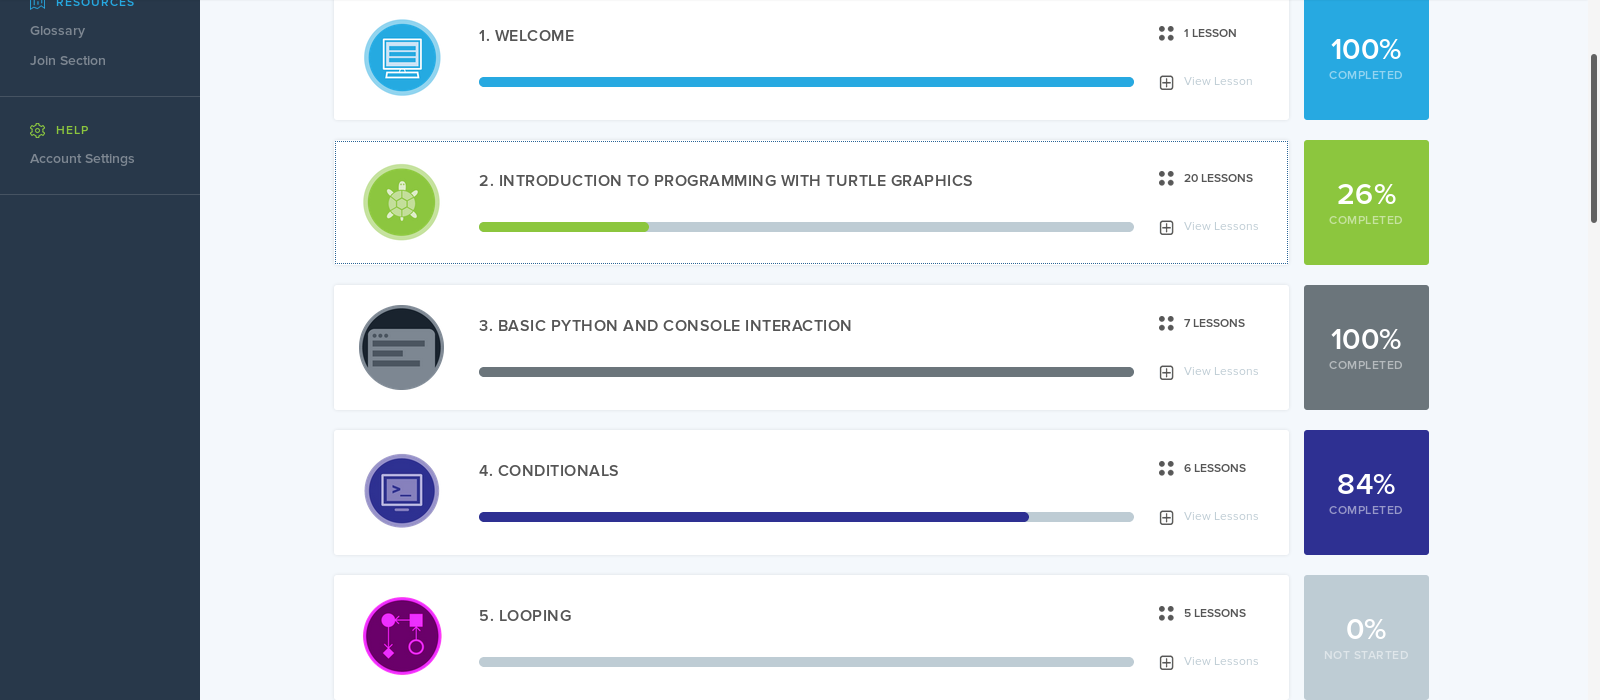 RESOURCES
Glossary
Join Section
HELP
Account Settings
1. WELCOME
1 LESSON
View Lesson
100%
COMPLETED
2. INTRODUCTION TO PROGRAMMING WITH TURTLE GRAPHICS
20 LESSONS
View Lessons
26%
COMPLETED
3. BASIC PYTHON AND CONSOLE INTERACTION
7 LESSONS
View Lessons
100%
COMPLETED
4. CONDITIONALS
6 LESSONS
View Lessons
84%
COMPLETED
5. LOOPING
5 LESSONS
View Lessons
0%
NOT STARTED